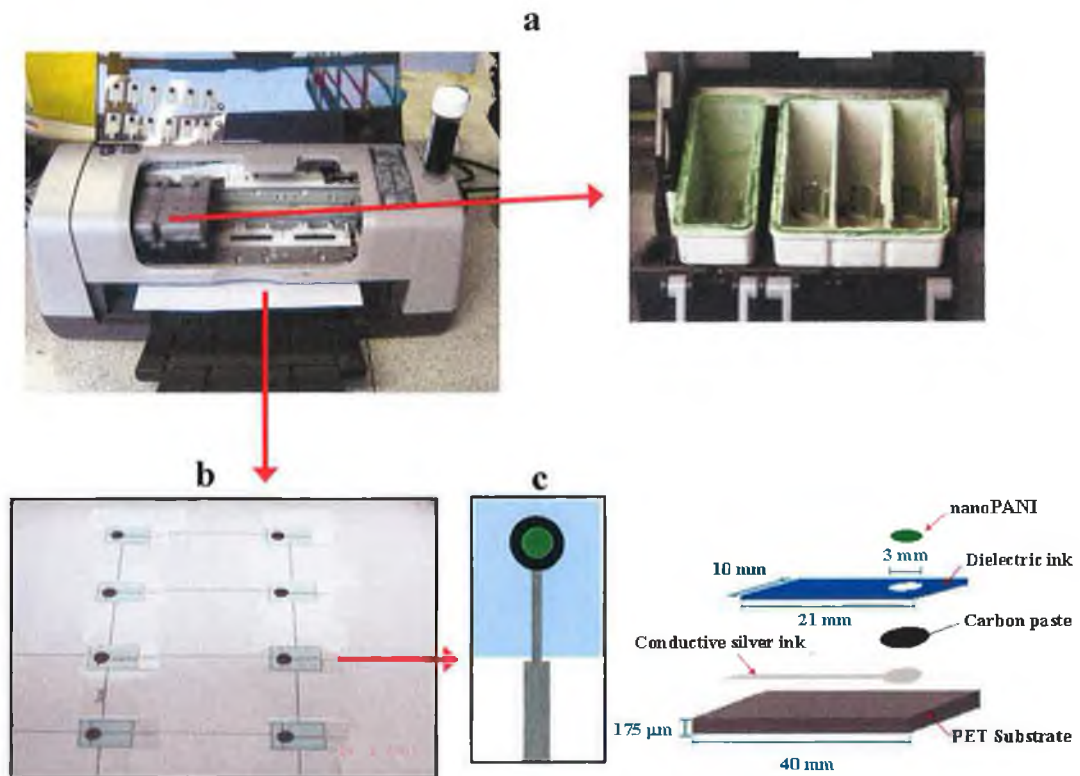 a
b
c
nanoPANI
3 mm
10 mm
Dielectric ink
21 mm
Carbon paste
Conductive silver ink
175 µm
PET Substrate
40 mm